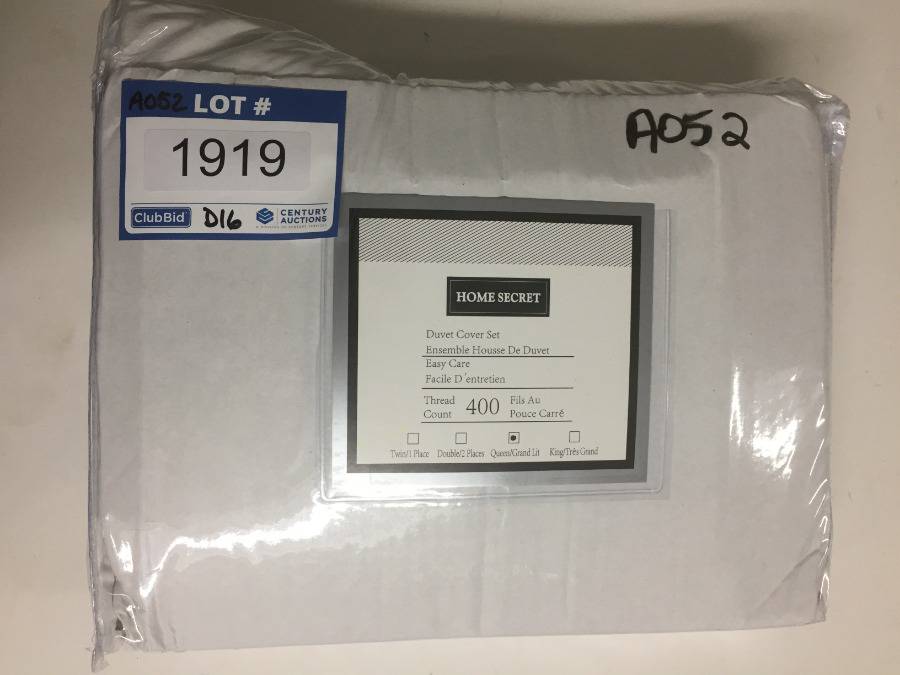 A052 LOT #
1919
ClubBid D16 CENTURY AUCTIONS
A052
HOME SECRET
Duvet Cover Set
Ensemble Housse De Duvet
Easy Care
Facile D'entretien
Thread Count 400 Fils Au Pouce Carré
Twin/1 Place Double/2 Places Queen/Grand Lit King/Très Grand